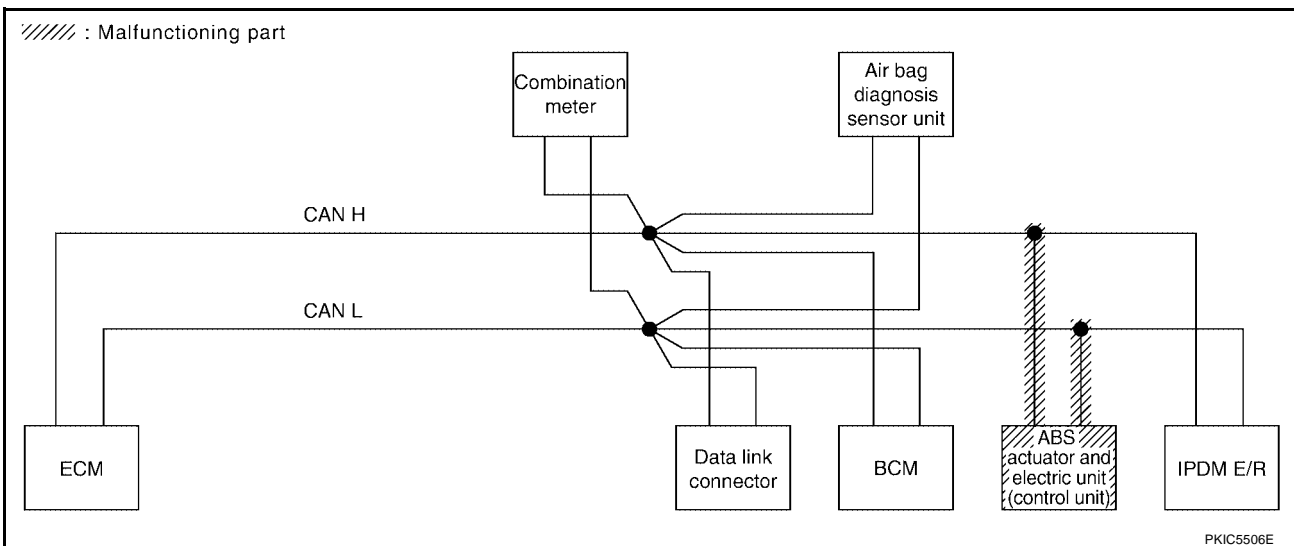 : Malfunctioning part
Combination
meter
Air bag
diagnosis
sensor unit
CAN H
CAN L
ECM
Data link
connector
BCM
ABS
actuator and
electric unit
(control unit)
IPDM E/R
PKIC5506E